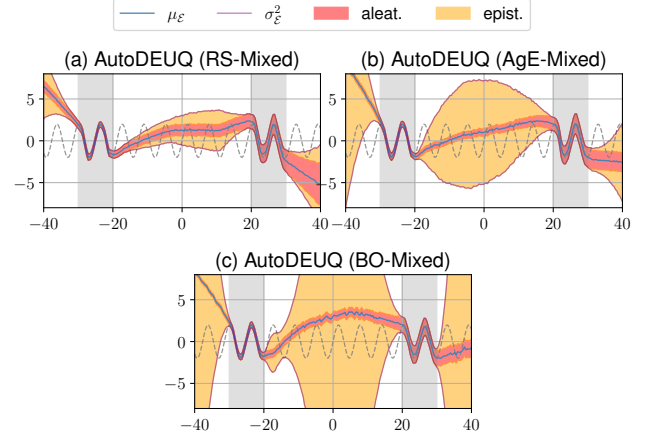 μ_ℰ σ²_ℰ aleat. epist.
(a) AutoDEUQ (RS-Mixed) (b) AutoDEUQ (AgE-Mixed)
5 5
0 0
−5 −5
−40 −20 0 20 40 −40 −20 0 20 40
(c) AutoDEUQ (BO-Mixed)
5
0
−5
−40 −20 0 20 40